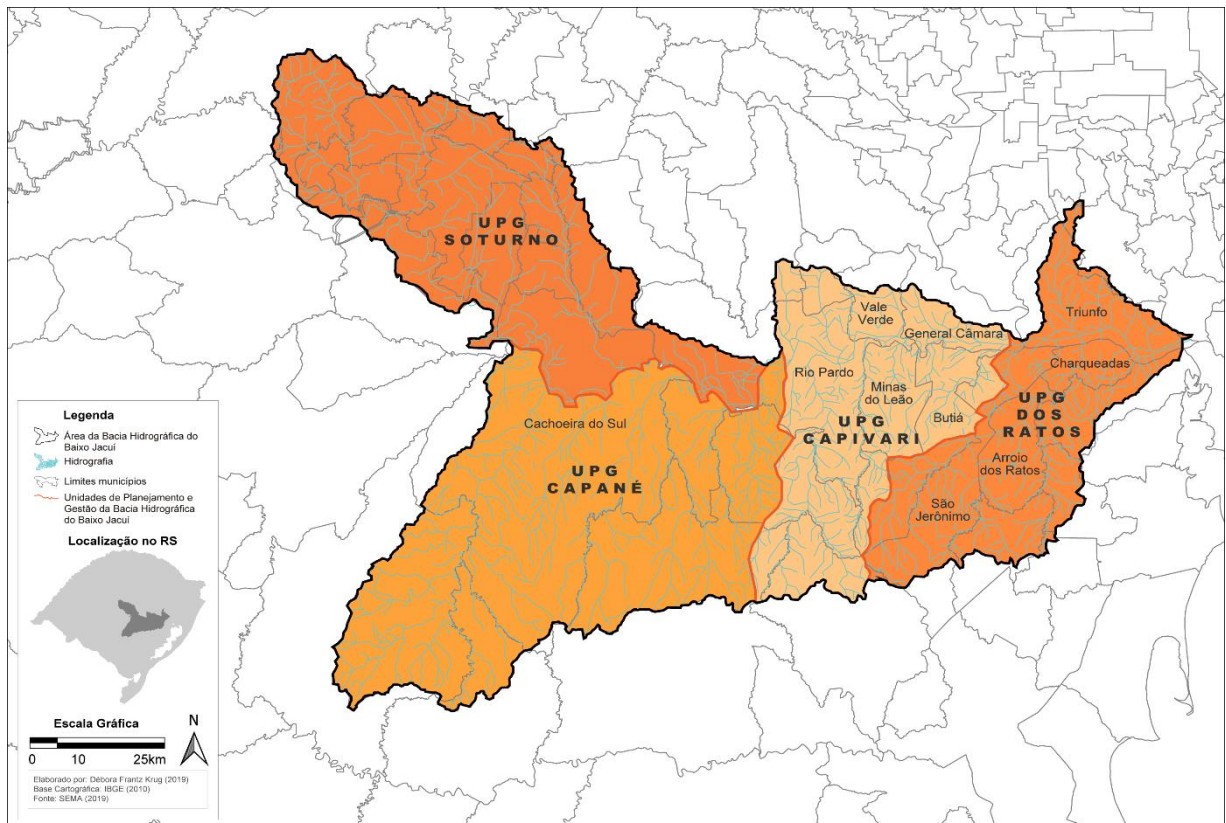 UPG
SOTURNO
Vale
Verde
General Câmara
Triunfo
Rio Pardo
Charqueadas
Minas
do Leão
Butiá
UPG
DOS
RATOS
UPG
CAPIVARI
Cachoeira do Sul
UPG
CAPANÉ
Arroio
dos Ratos
São
Jerônimo
Legenda
Área da Bacia Hidrográfica do
Baixo Jacuí
Hidrografia
Limites municípios
Unidades de Planejamento e
Gestão da Bacia Hidrográfica
do Baixo Jacuí
Localização no RS
Escala Gráfica
N
0 10 25km
Elaborado por: Débora Frantz Krug (2019)
Base Cartográfica: IBGE (2010)
Fonte: SEMA (2019)